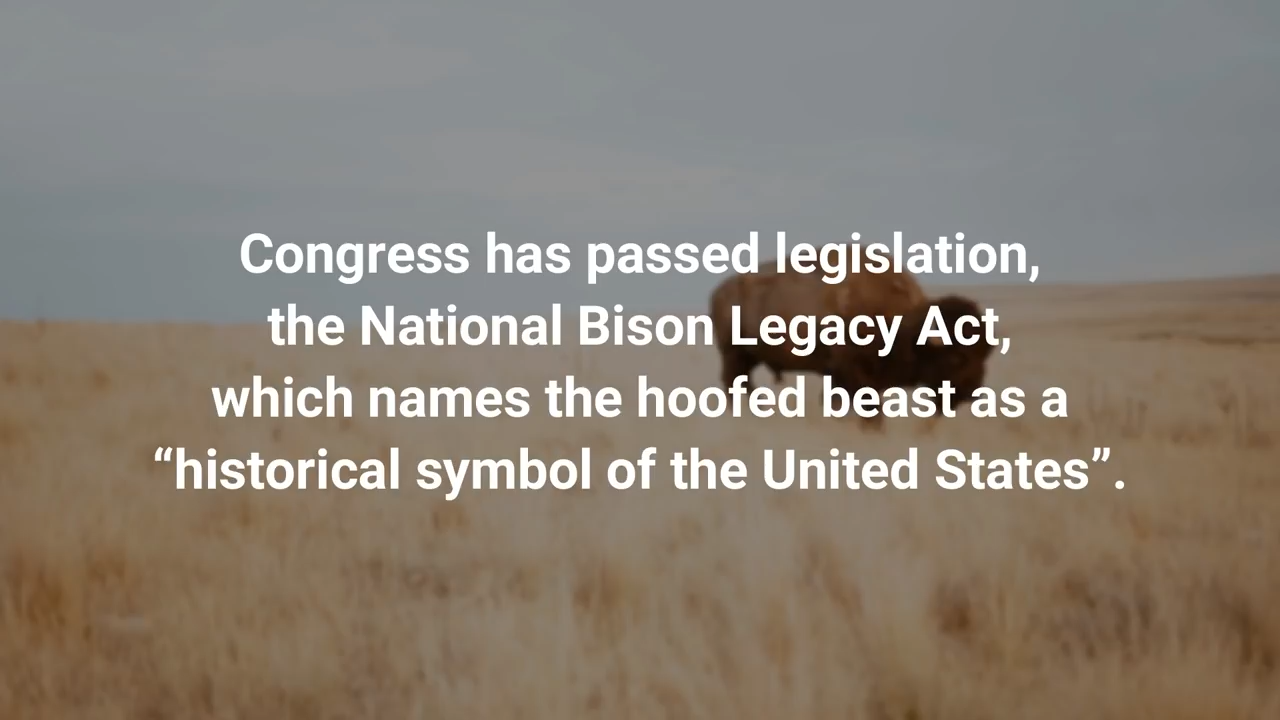 Congress has passed legislation,
the National Bison Legacy Act,
which names the hoofed beast as a
“historical symbol of the United States”.